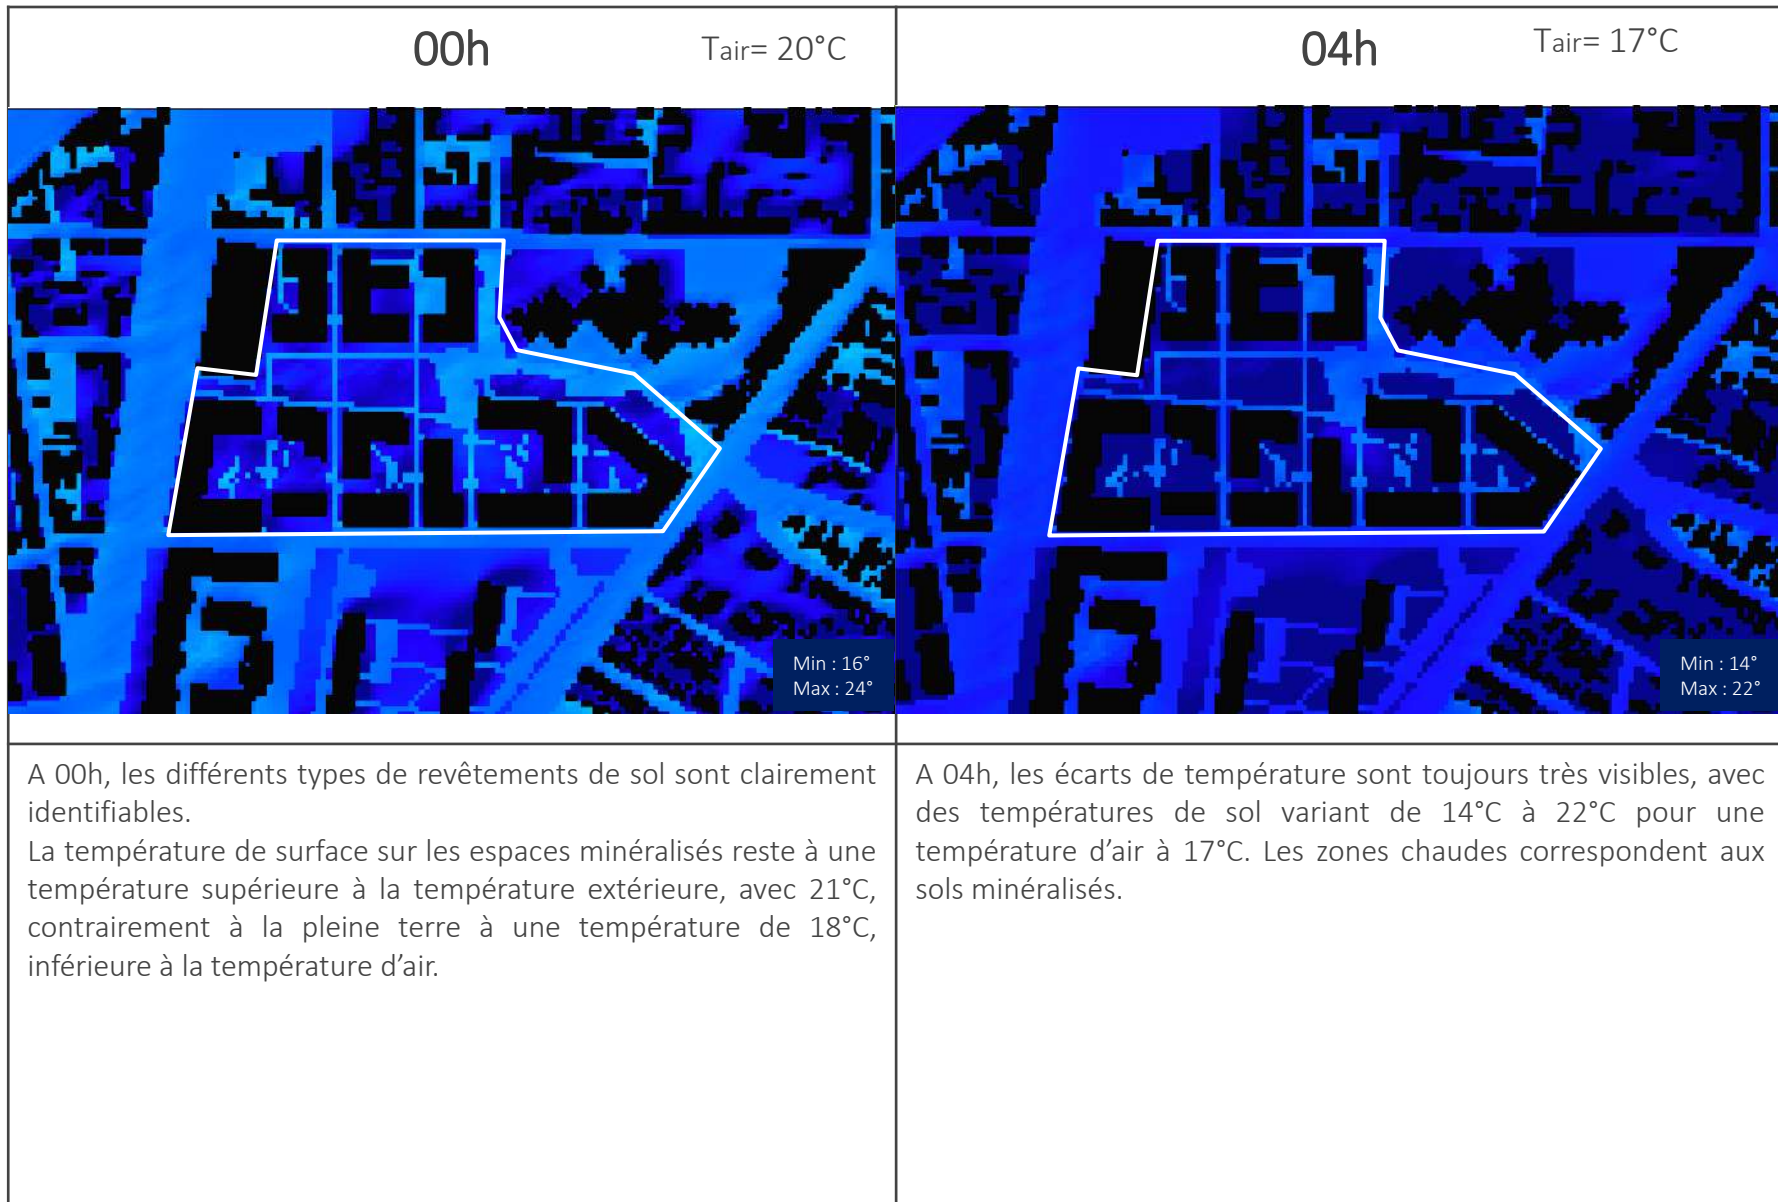 00h
Tair= 20°C
04h
Tair= 17°C
Min : 16°
Max : 24°
Min : 14°
Max : 22°
A 00h, les différents types de revêtements de sol sont clairement
identifiables.
La température de surface sur les espaces minéralisés reste à une
température supérieure à la température extérieure, avec 21°C,
contrairement à la pleine terre à une température de 18°C,
inférieure à la température d’air.
A 04h, les écarts de température sont toujours très visibles, avec
des températures de sol variant de 14°C à 22°C pour une
température d’air à 17°C. Les zones chaudes correspondent aux
sols minéralisés.